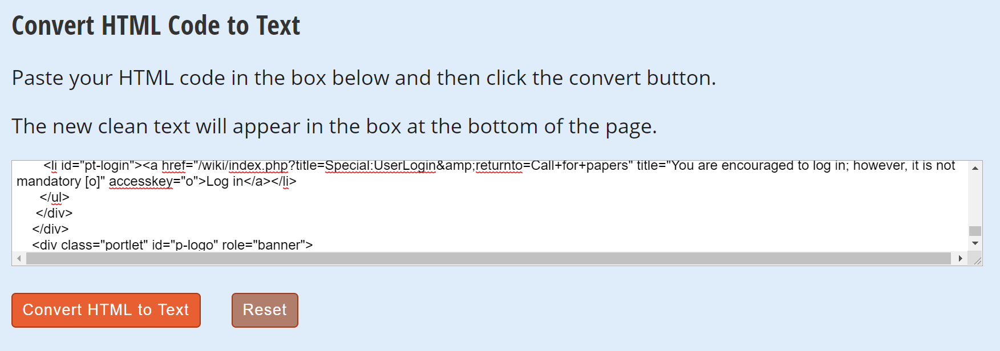 Convert HTML Code to Text
Paste your HTML code in the box below and then click the convert button.
The new clean text will appear in the box at the bottom of the page.
<li id="pt-login"><a href="/wiki/index.php?title=Special:UserLogin&amp;returnto=Call+for+papers" title="You are encouraged to log in; however, it is not
mandatory [o]" accesskey="o">Log in</a></li>
</ul>
</div>
</div>
<div class="portlet" id="p-logo" role="banner">
Convert HTML to Text
Reset